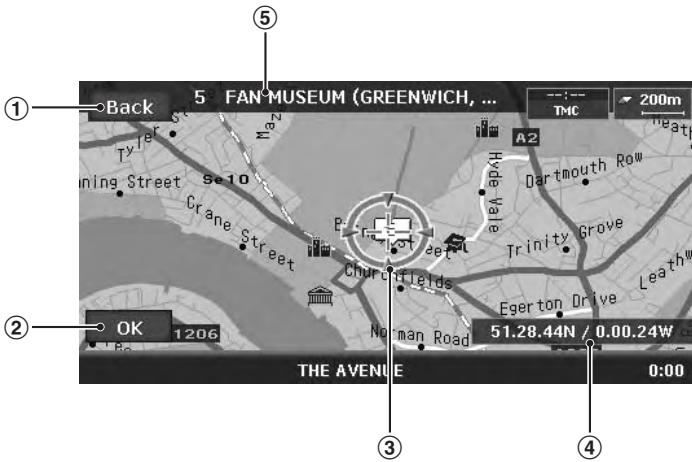 ⑤
① Back
5 FAN MUSEUM (GREENWICH, ...
--:-- TMC
200m
A2
Tyler
Hyde Vale
Dartmouth Row
ning Street
Se10
Crane Street
Trinity Grove
Churchfields
Egerton Drive
② OK
1206
Norman Road
51.28.44N / 0.00.24W
THE AVENUE
0:00
③
④